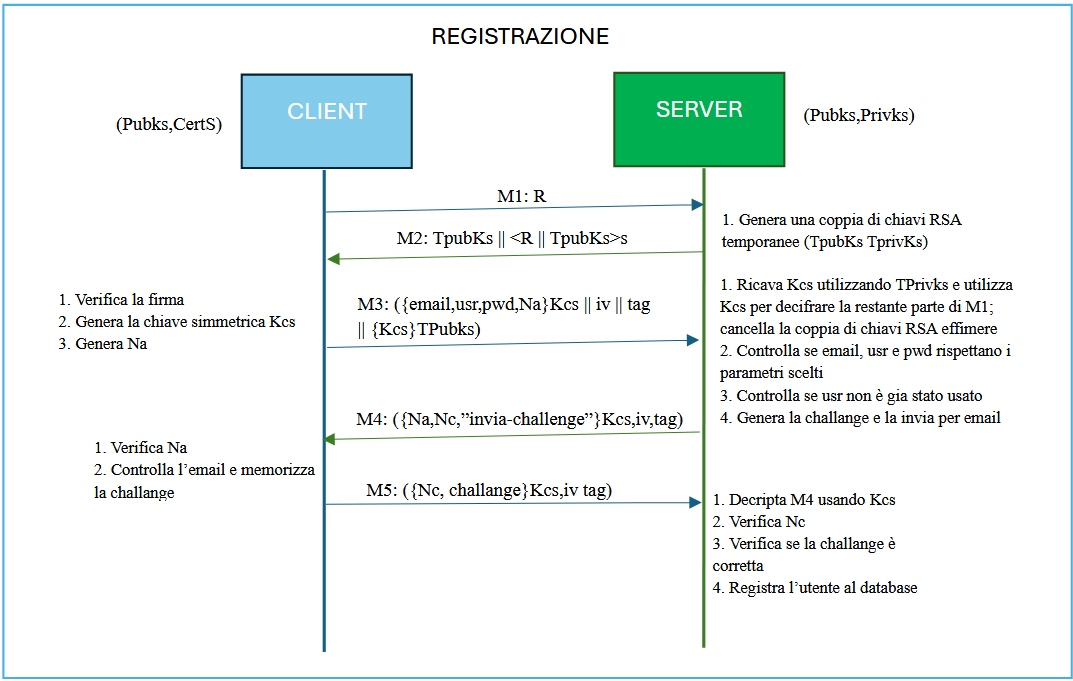 REGISTRAZIONE
CLIENT
SERVER
(Pubks,CertS)
(Pubks,Privks)
M1: R
1. Genera una coppia di chiavi RSA
temporanee (TpubKs TprivKs)
M2: TpubKs || <R || TpubKs>s
1. Verifica la firma
2. Genera la chiave simmetrica Kcs
3. Genera Na
M3: ({email,usr,pwd,Na}Kcs || iv || tag
|| {Kcs}TPubks)
1. Ricava Kcs utilizzando TPrivks e utilizza
Kcs per decifrare la restante parte di M1;
cancella la coppia di chiavi RSA effimere
2. Controlla se email, usr e pwd rispettano i
parametri scelti
3. Controlla se usr non è gia stato usato
4. Genera la challange e la invia per email
M4: ({Na,Nc,”invia-challenge”}Kcs,iv,tag)
1. Verifica Na
2. Controlla l’email e memorizza
la challange
M5: ({Nc, challange}Kcs,iv tag)
1. Decripta M4 usando Kcs
2. Verifica Nc
3. Verifica se la challange è
corretta
4. Registra l’utente al database